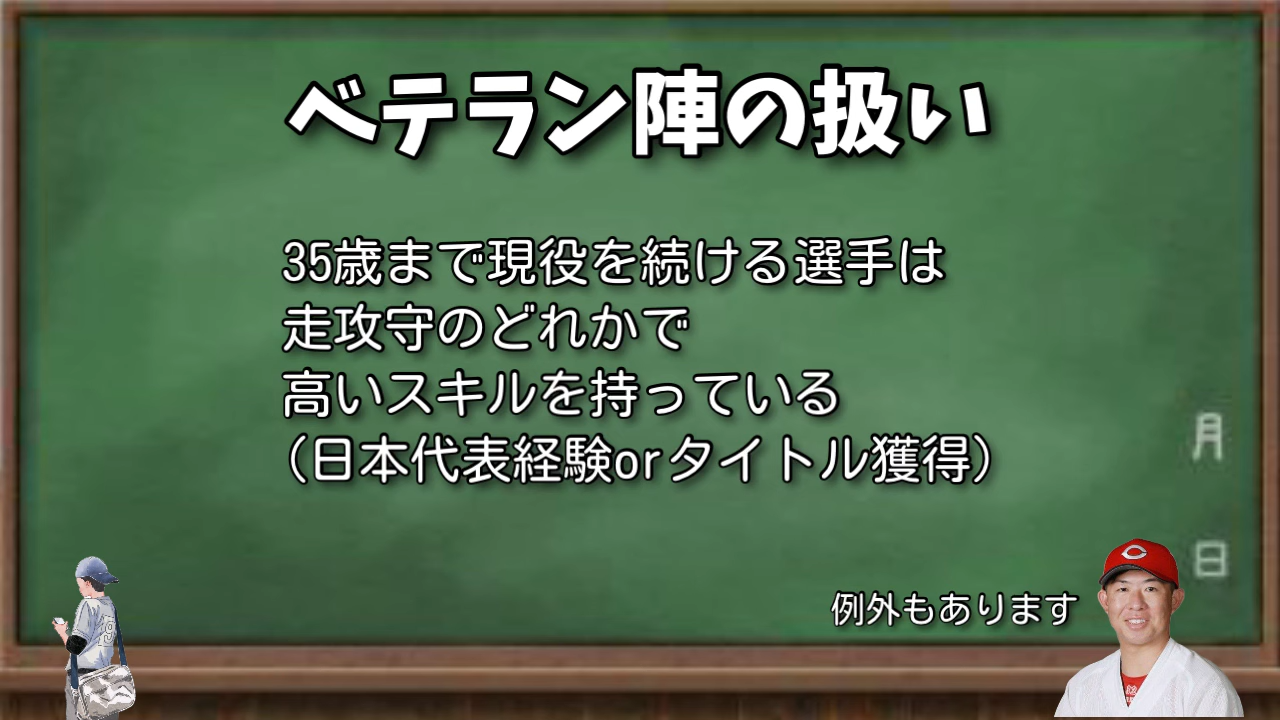 ベテラン陣の扱い
35歳まで現役を続ける選手は
走攻守のどれかで
高いスキルを持っている
（日本代表経験orタイトル獲得）
月
日
例外もあります
C